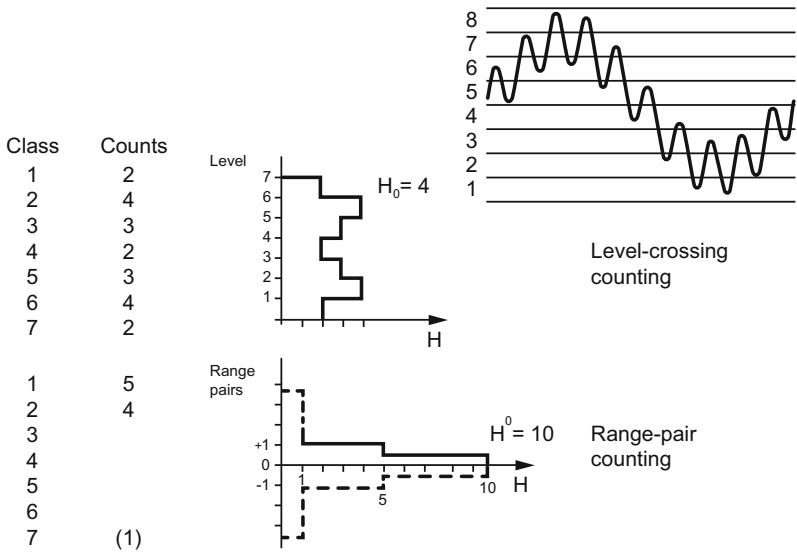 8
7
6
5
4
3
2
1
Level-crossing
counting
Class Counts
1 2
2 4
3 3
4 2
5 3
6 4
7 2
Level
7
6
5
4
3
2
1
H0= 4
H
1 5
2 4
3
4
5
6
7 (1)
Range
pairs
+1
0
-1
1
5
10
H
H0= 10
Range-pair
counting